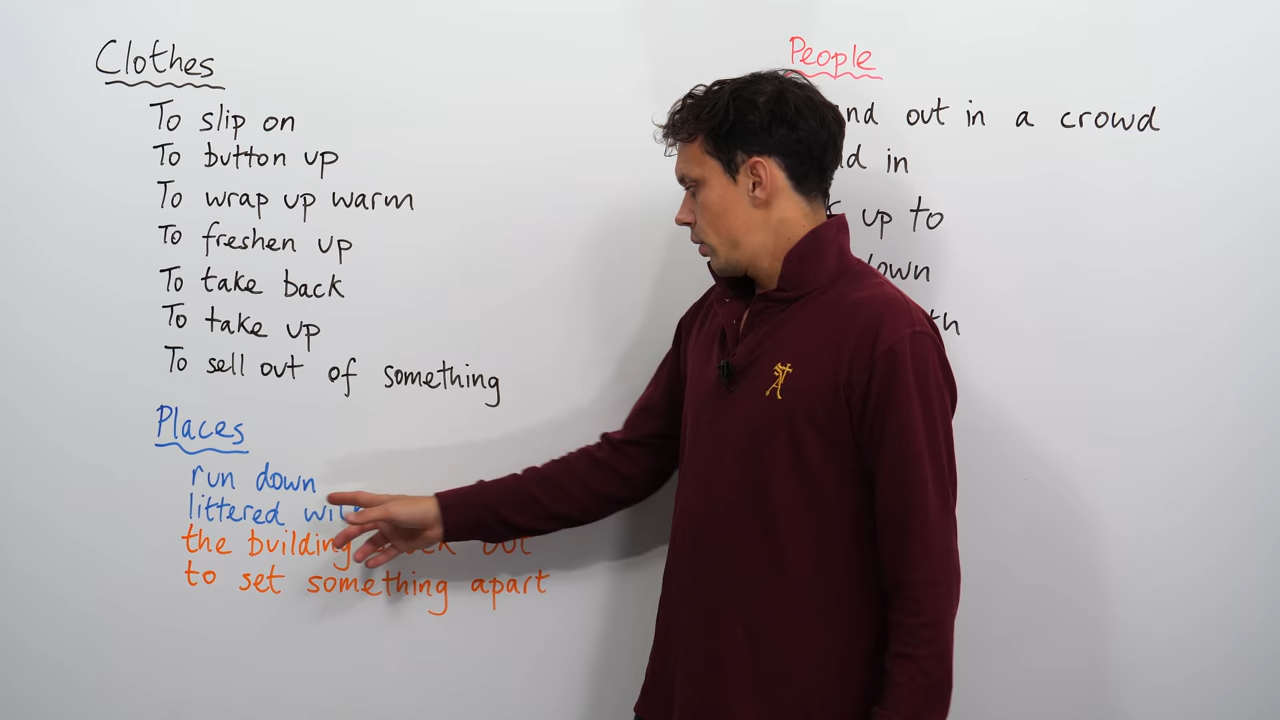 Clothes
To slip on
To button up
To wrap up warm
To freshen up
To take back
To take up
To sell out of something
Places
run down
littered
the building out
to set something apart
People
out in a crowd
in
up to